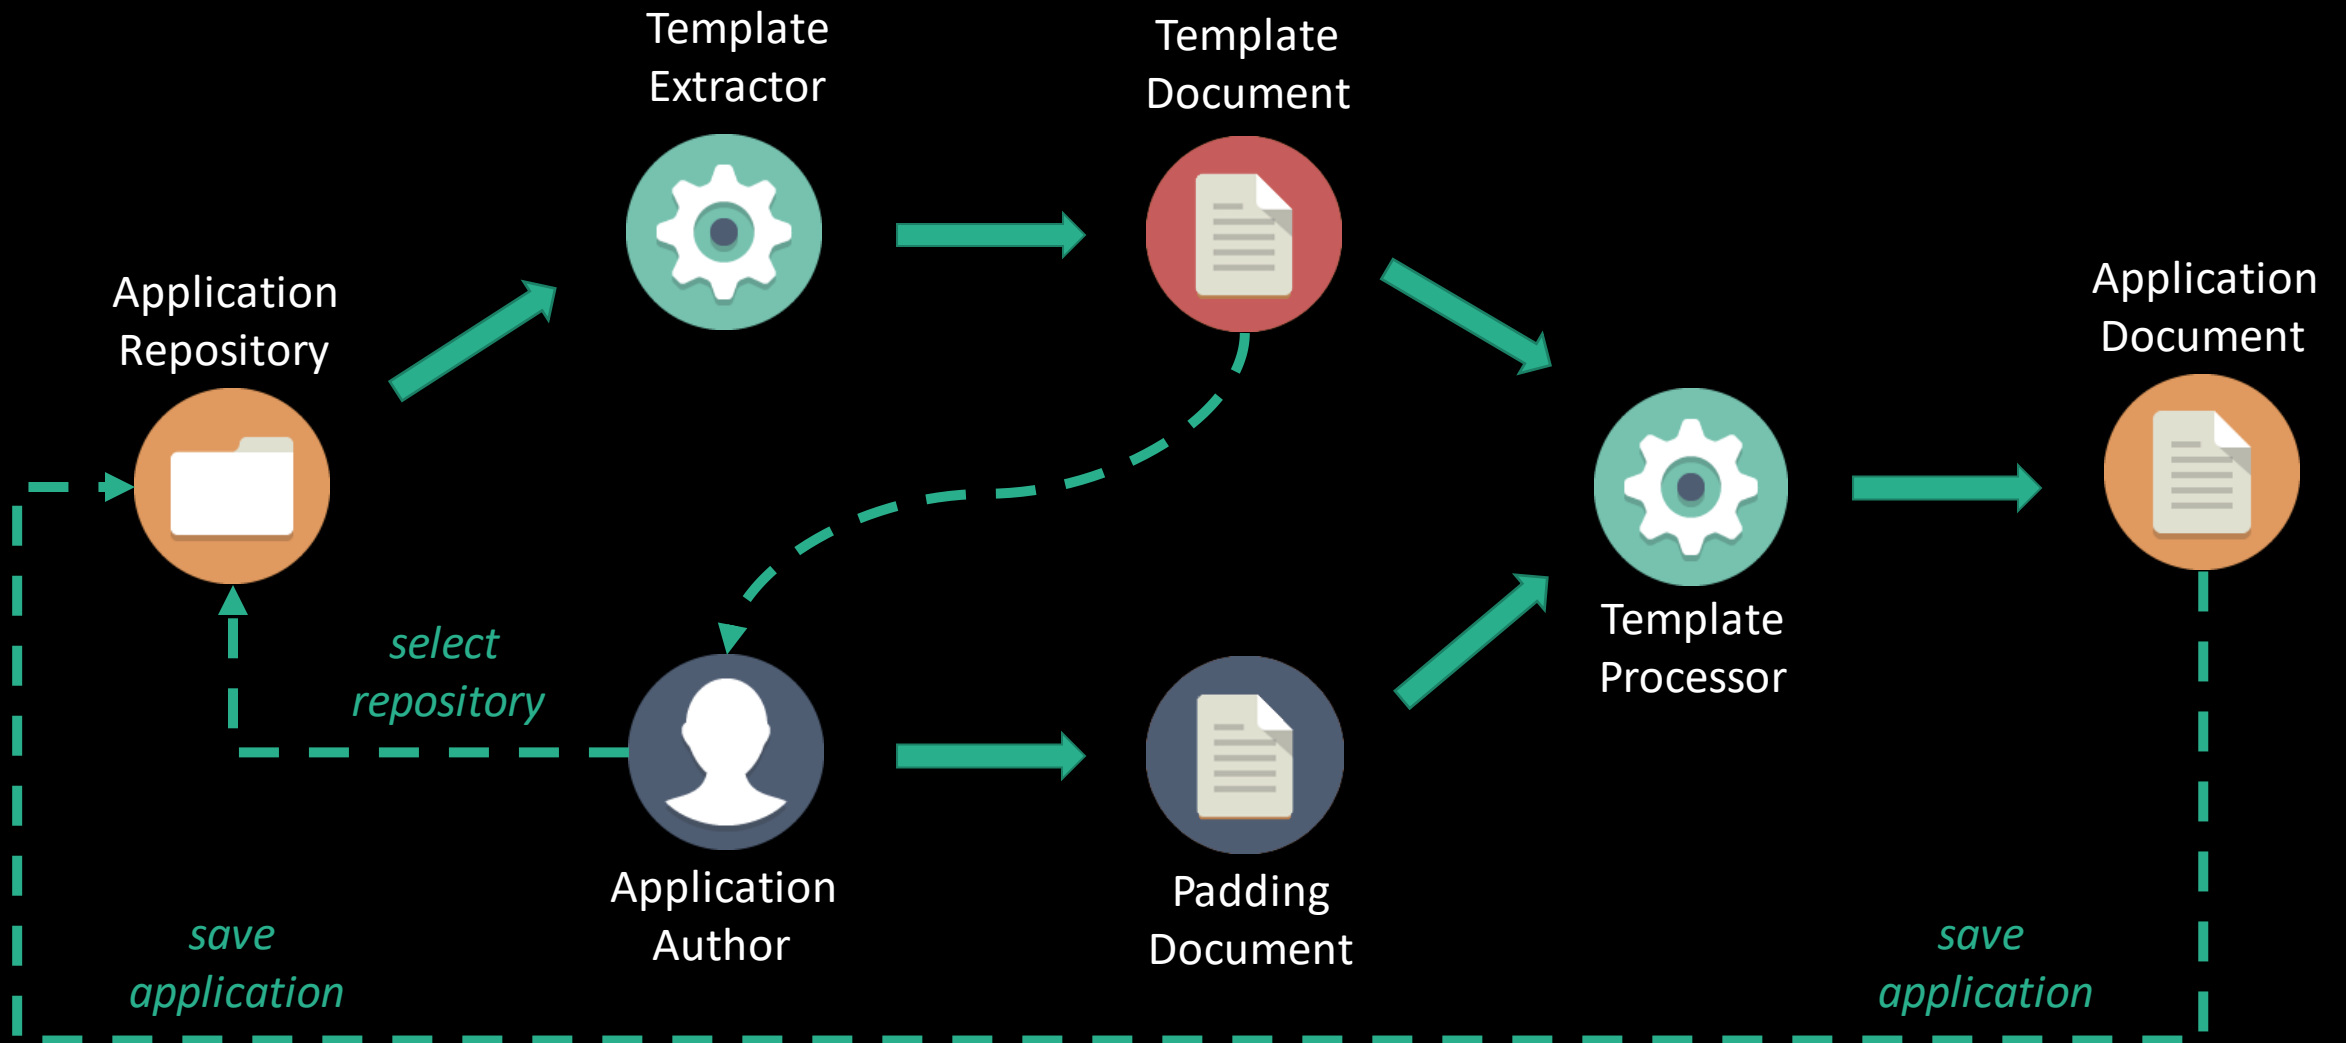 Template
Extractor
Template
Document
Application
Repository
Application
Document
select
repository
Template
Processor
Application
Author
Padding
Document
save
application
save
application